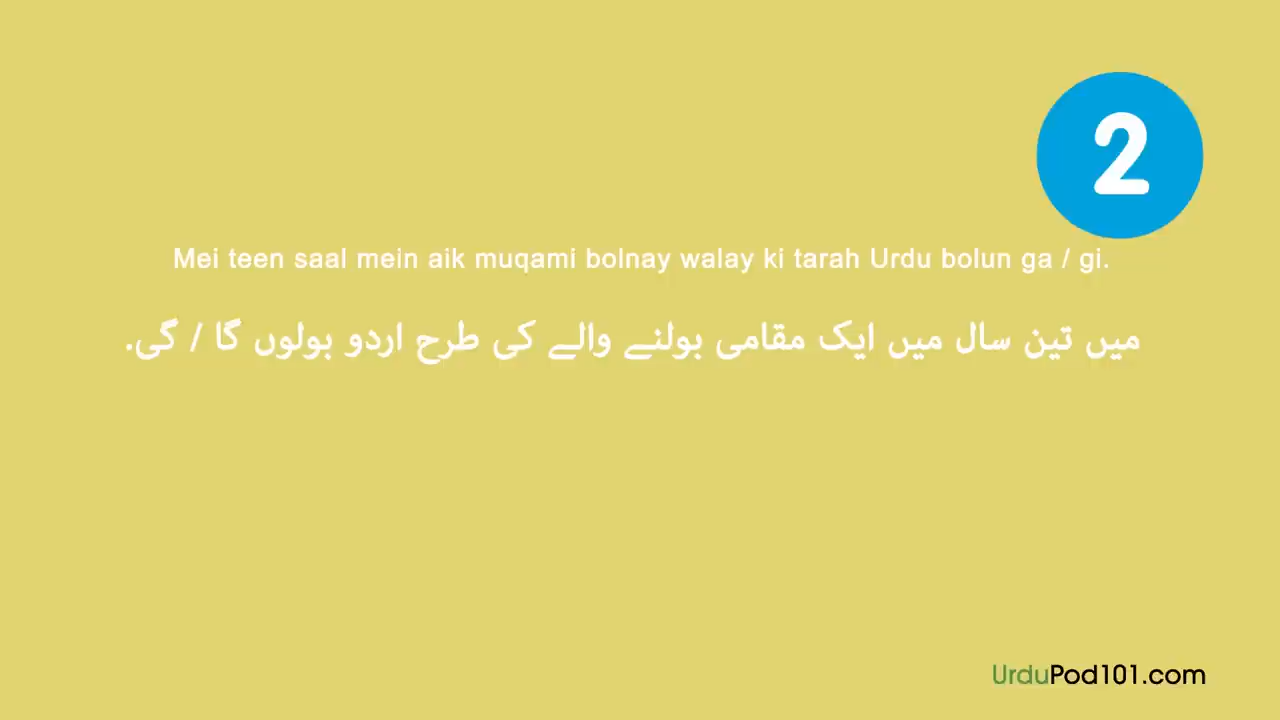 2
Mei teen saal mein aik muqami bolnay walay ki tarah Urdu bolun ga / gi.
میں تین سال میں ایک مقامی بولنے والے کی طرح اردو بولوں گا / گی.
UrduPod101.com